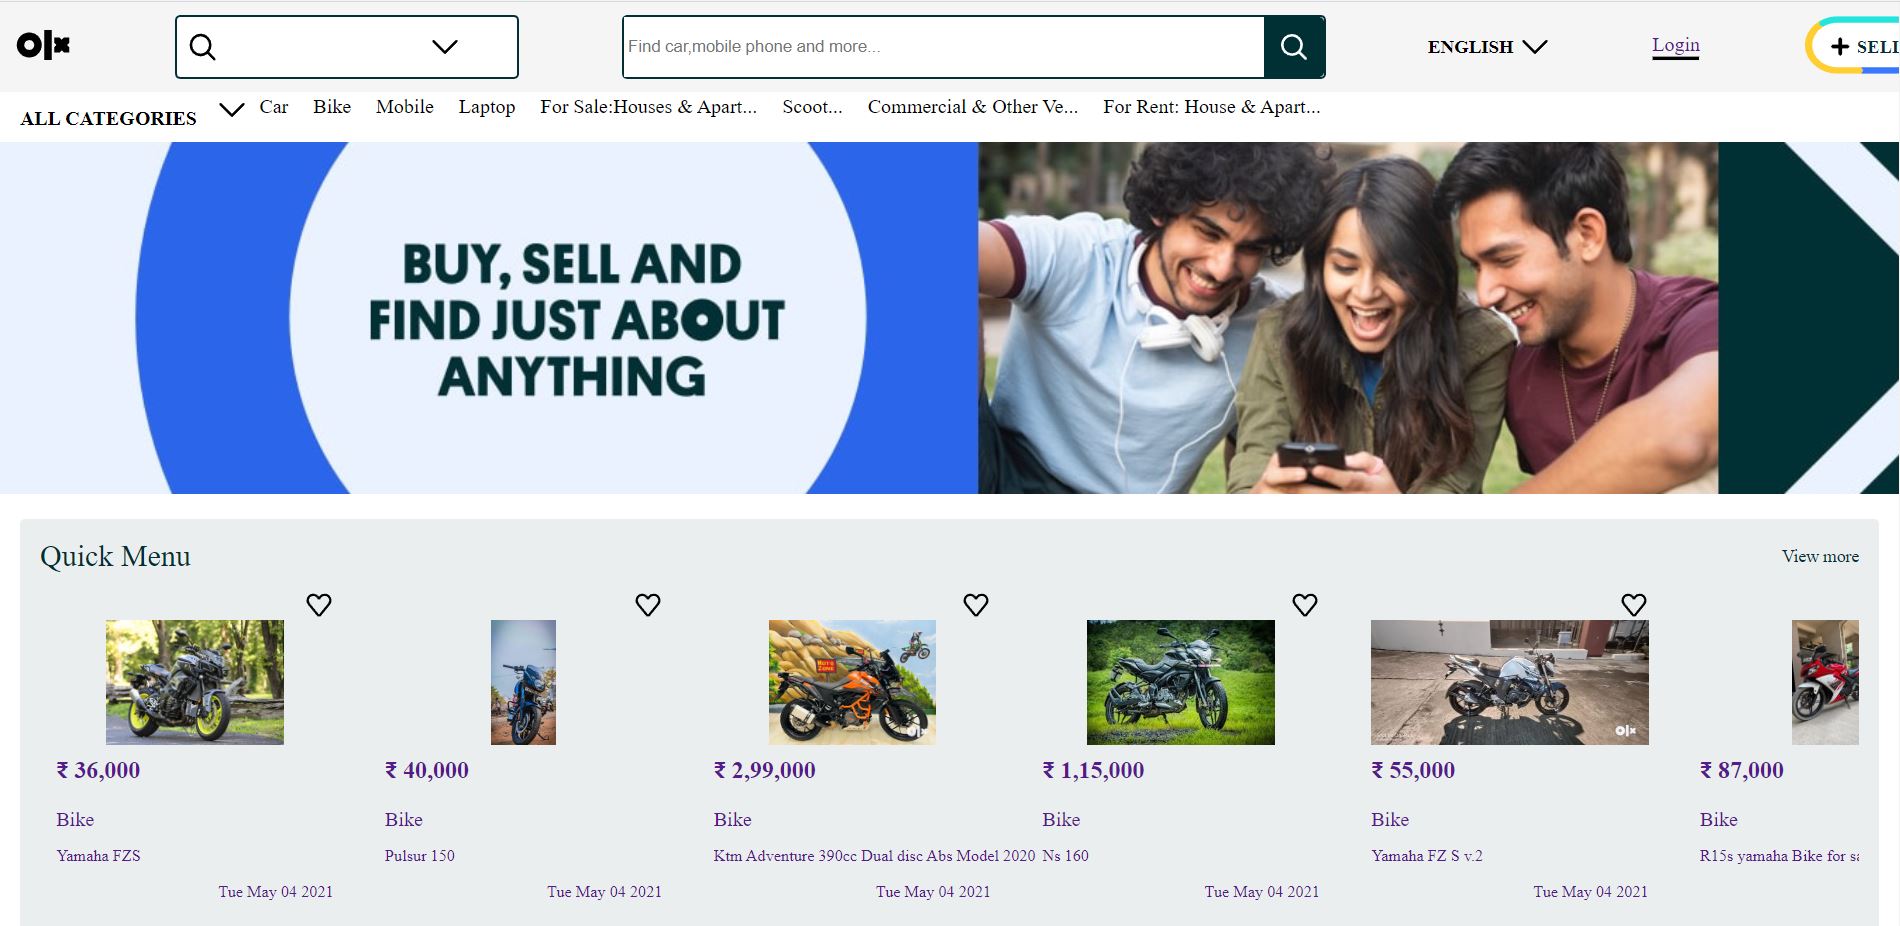 olx
Find car,mobile phone and more...
ENGLISH
Login
+ SELL
ALL CATEGORIES
Car Bike Mobile Laptop For Sale:Houses & Apart... Scoot... Commercial & Other Ve... For Rent: House & Apart...
BUY, SELL AND
FIND JUST ABOUT
ANYTHING
Quick Menu
View more
₹ 36,000
Bike
Yamaha FZS
Tue May 04 2021
₹ 40,000
Bike
Pulsur 150
Tue May 04 2021
HOT'S
ZONE
olx
₹ 2,99,000
Bike
Ktm Adventure 390cc Dual disc Abs Model 2020
Tue May 04 2021
₹ 1,15,000
Bike
Ns 160
Tue May 04 2021
olx
₹ 55,000
Bike
Yamaha FZ S v.2
Tue May 04 2021
₹ 87,000
Bike
R15s yamaha Bike for sa